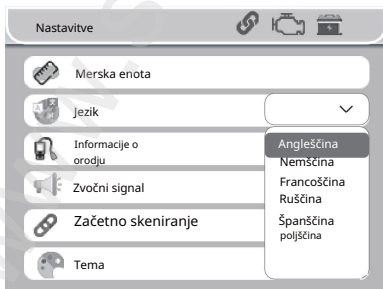 Nastavitve
Merska enota
Jezik
Informacije o
orodju
Zvočni signal
Začetno skeniranje
Tema
Angleščina
Nemščina
Francoščina
Ruščina
Španščina
poljščina